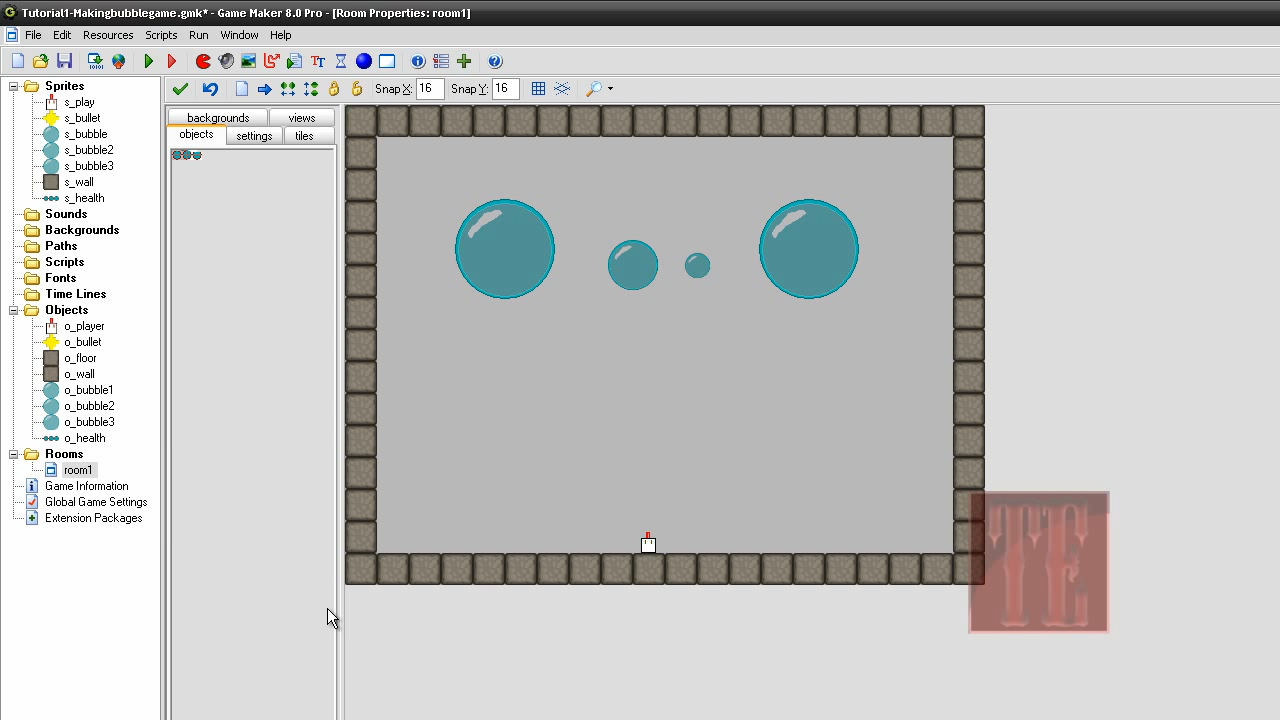 Tutorial1-Makingbubblegame.gmk* - Game Maker 8.0 Pro - [Room Properties: room1]
File Edit Resources Scripts Run Window Help
Snap X: 16 Snap Y: 16
Sprites
s_play
s_bullet
s_bubble
s_bubble2
s_bubble3
s_wall
s_health
Sounds
Backgrounds
Paths
Scripts
Fonts
Time Lines
Objects
o_player
o_bullet
o_floor
o_wall
o_bubble1
o_bubble2
o_bubble3
o_health
Rooms
room1
Game Information
Global Game Settings
Extension Packages
backgrounds views
objects settings tiles